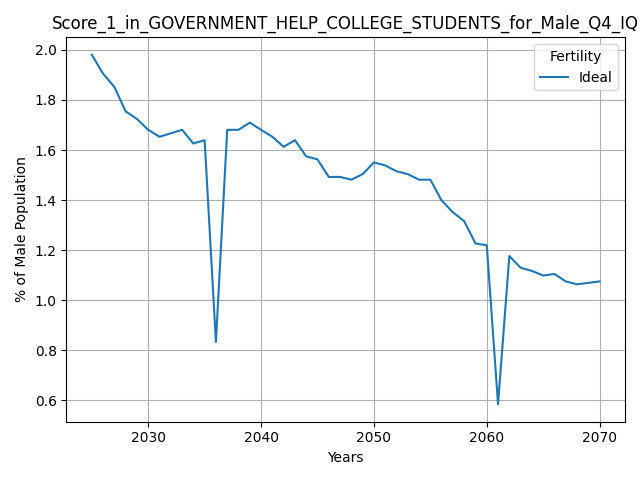 Score_1_in_GOVERNMENT_HELP_COLLEGE_STUDENTS_for_Male_Q4_IQ
Fertility
Ideal
2.0
1.8
1.6
1.4
1.2
1.0
0.8
0.6
% of Male Population
2030 2040 2050 2060 2070
Years